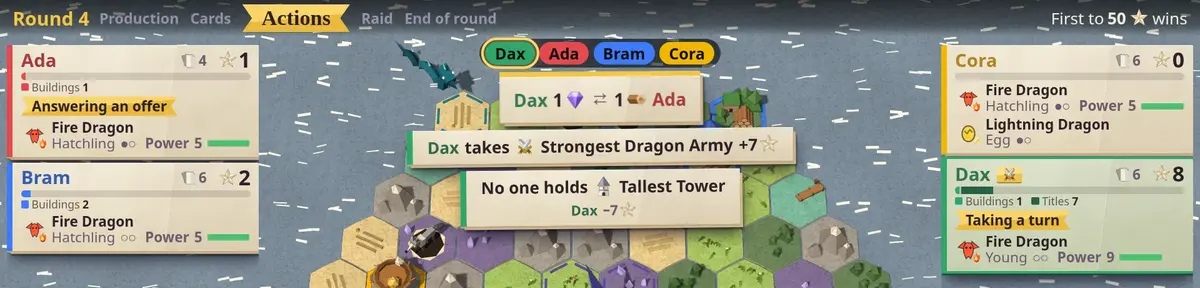 Round 4 Production Cards Actions Raid End of round First to 50 ★ wins
Dax Ada Bram Cora
Ada 4 1
Buildings 1
Answering an offer
Fire Dragon
Hatchling Power 5
Bram 6 2
Buildings 2
Fire Dragon
Hatchling Power 5
Dax 1 ⇄ 1 Ada
Dax takes Strongest Dragon Army +7
No one holds Tallest Tower
Dax −7
Cora 6 0
Fire Dragon
Hatchling Power 5
Lightning Dragon
Egg
Dax 6 8
Buildings 1 Titles 7
Taking a turn
Fire Dragon
Young Power 9